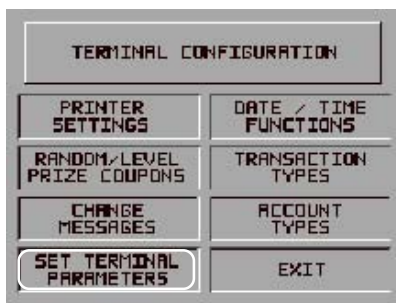 TERMINAL CONFIGURATION
PRINTER
SETTINGS
DATE / TIME
FUNCTIONS
RANDOM/LEVEL
PRIZE COUPONS
TRANSACTION
TYPES
CHANGE
MESSAGES
ACCOUNT
TYPES
SET TERMINAL
PARAMETERS
EXIT